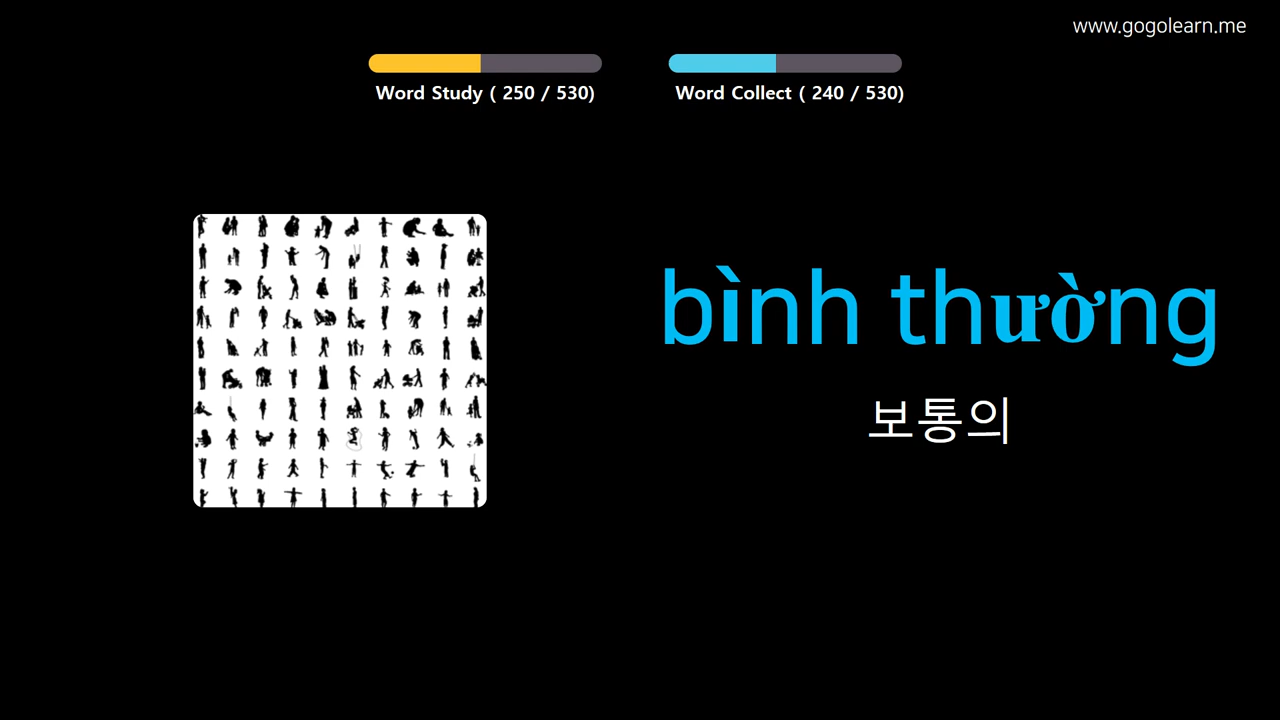 www.gogolearn.me
Word Study ( 250 / 530)
Word Collect ( 240 / 530)
bình thường
보통의